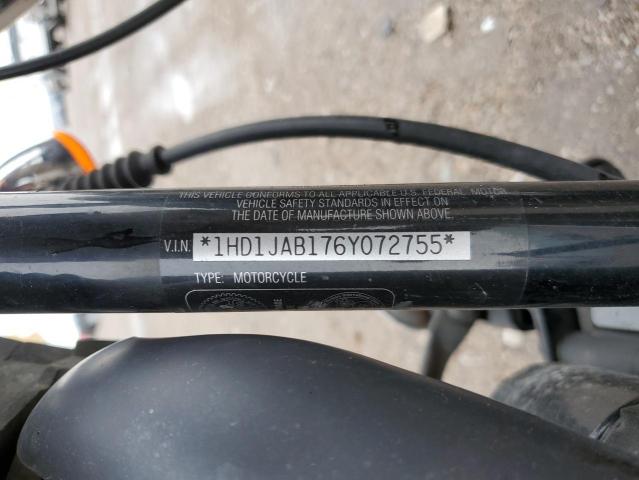 THIS VEHICLE CONFORMS TO ALL APPLICABLE U.S. FEDERAL MOTOR
VEHICLE SAFETY STANDARDS IN EFFECT ON
THE DATE OF MANUFACTURE SHOWN ABOVE.
V.I.N. *1HD1JAB176Y072755*
TYPE: MOTORCYCLE